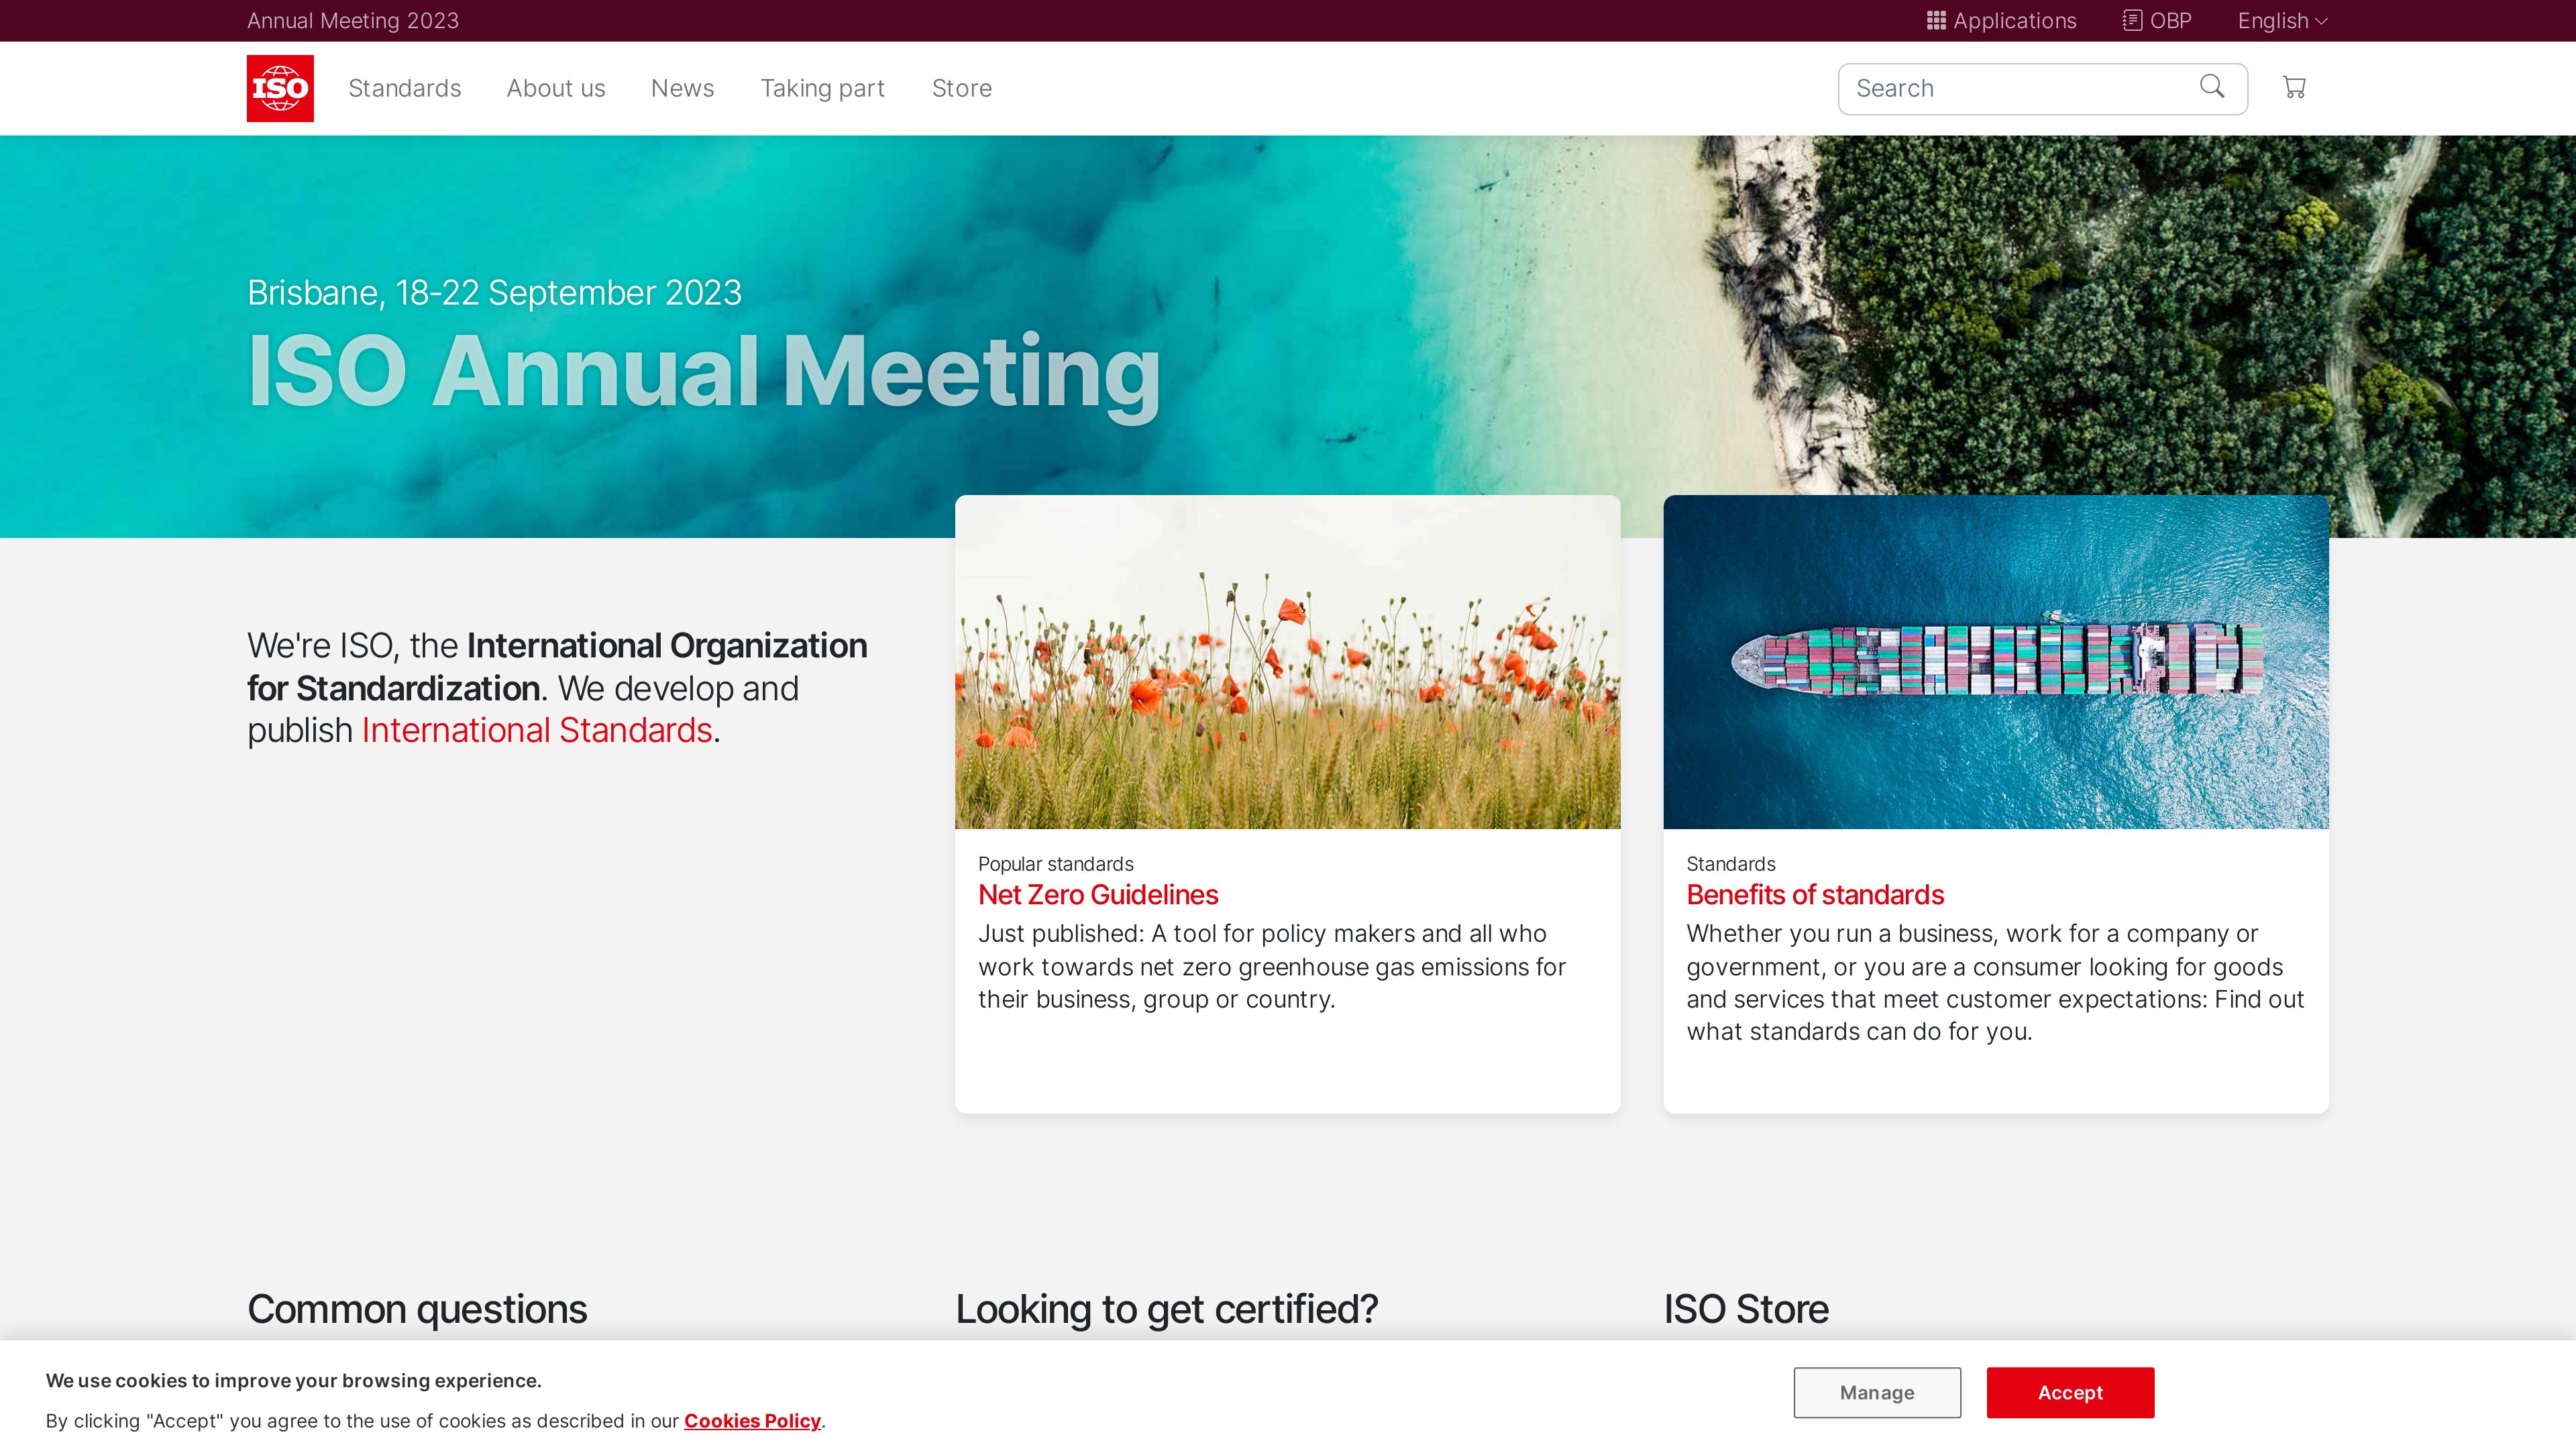 Annual Meeting 2023
Applications
OBP
English
ISO
Standards
About us
News
Taking part
Store
Search
Brisbane, 18-22 September 2023
ISO Annual Meeting
We're ISO, the International Organization
for Standardization. We develop and
publish International Standards.
Popular standards
Net Zero Guidelines
Just published: A tool for policy makers and all who
work towards net zero greenhouse gas emissions for
their business, group or country.
Standards
Benefits of standards
Whether you run a business, work for a company or
government, or you are a consumer looking for goods
and services that meet customer expectations: Find out
what standards can do for you.
Common questions
Looking to get certified?
ISO Store
We use cookies to improve your browsing experience.
By clicking "Accept" you agree to the use of cookies as described in our Cookies Policy.
Manage
Accept